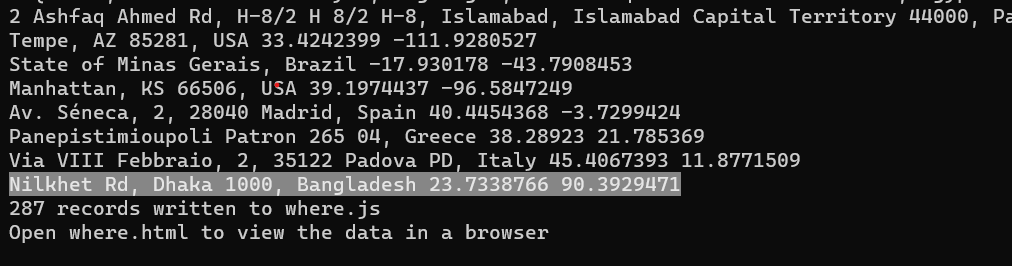 2 Ashfaq Ahmed Rd, H-8/2 H 8/2 H-8, Islamabad, Islamabad Capital Territory 44000,
Tempe, AZ 85281, USA 33.4242399 -111.9280527
State of Minas Gerais, Brazil -17.930178 -43.7908453
Manhattan, KS 66506, USA 39.1974437 -96.5847249
Av. Séneca, 2, 28040 Madrid, Spain 40.4454368 -3.7299424
Panepistimioupoli Patron 265 04, Greece 38.28923 21.785369
Via VIII Febbraio, 2, 35122 Padova PD, Italy 45.4067393 11.8771509
Nilkhet Rd, Dhaka 1000, Bangladesh 23.7338766 90.3929471
287 records written to where.js
Open where.html to view the data in a browser